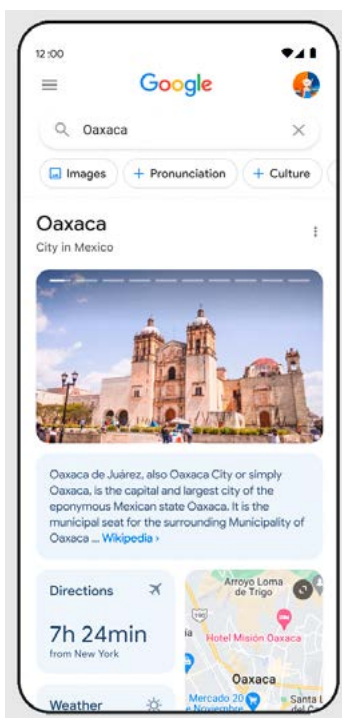 12:00
Google
Oaxaca
Images
+ Pronunciation
+ Culture
Oaxaca
City in Mexico
Oaxaca de Juárez, also Oaxaca City or simply
Oaxaca, is the capital and largest city of the
eponymous Mexican state Oaxaca. It is the
municipal seat for the surrounding Municipality of
Oaxaca ... Wikipedia ›
Directions
7h 24min
from New York
Arroyo Loma
de Trigo
190
Hotel Misión Oaxaca
Oaxaca
Mercado 20
Santa L
Weather